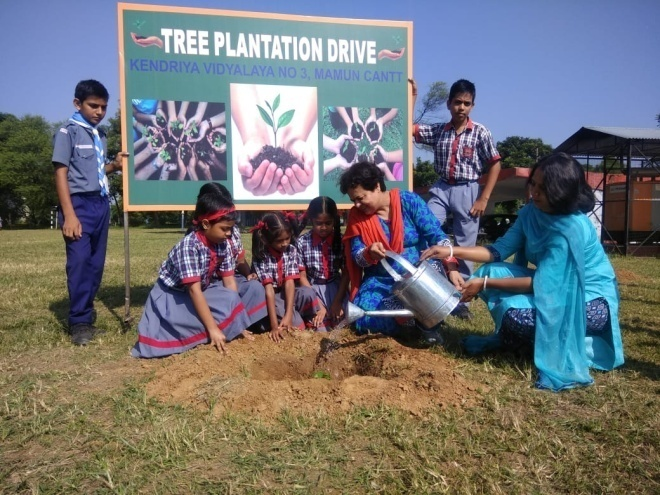 TREE PLANTATION DRIVE
KENDRIYA VIDYALAYA NO 3, MAMUN CANTT